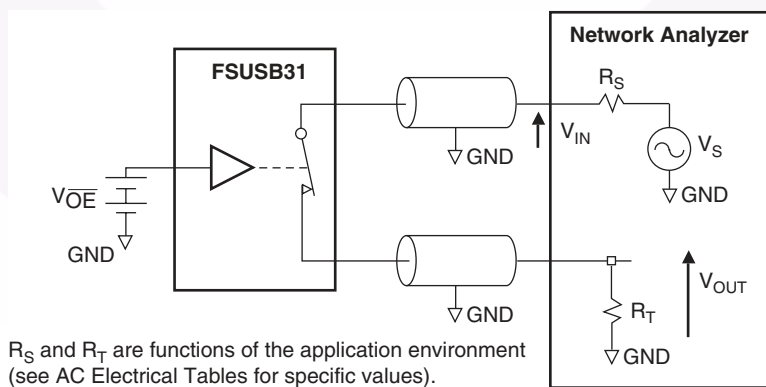 Network Analyzer
FSUSB31
R_S
V_IN
V_S
GND
GND
V_O̅E̅
GND
GND
V_OUT
R_T
GND
R_S and R_T are functions of the application environment
(see AC Electrical Tables for specific values).